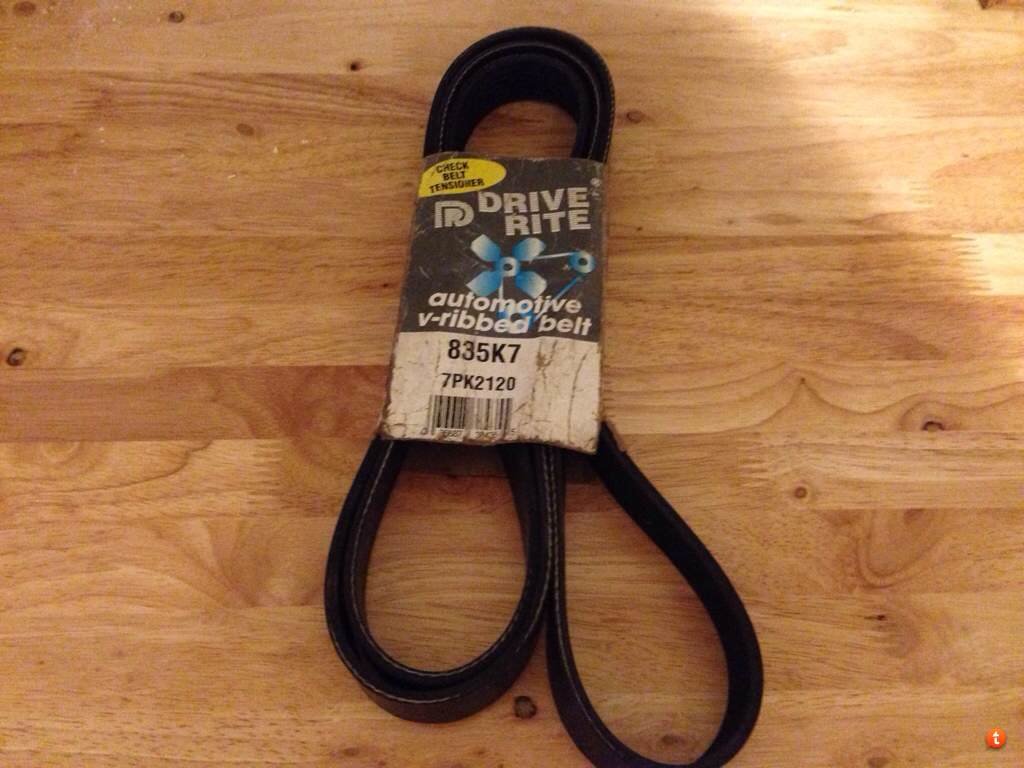 CHECK
BELT
TENSIONER
DRIVE
RITE
automotive
v-ribbed belt
835K7
7PK2120
t